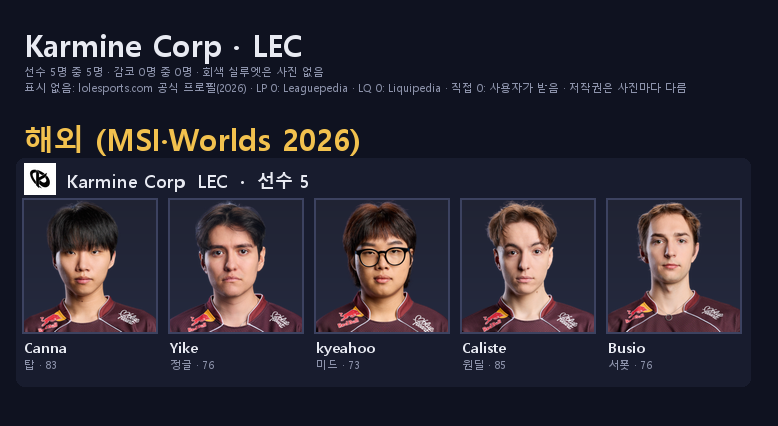 Karmine Corp · LEC
선수 5명 중 5명 · 감코 0명 중 0명 · 회색 실루엣은 사진 없음
표시 없음: lolesports.com 공식 프로필(2026) · LP 0: Leaguepedia · LQ 0: Liquipedia · 직접 0: 사용자가 받음 · 저작권은 사진마다 다름
해외 (MSI·Worlds 2026)
Karmine Corp LEC · 선수 5
Canna Yike kyeahoo Caliste Busio
탑 · 83 정글 · 76 미드 · 73 원딜 · 85 서폿 · 76